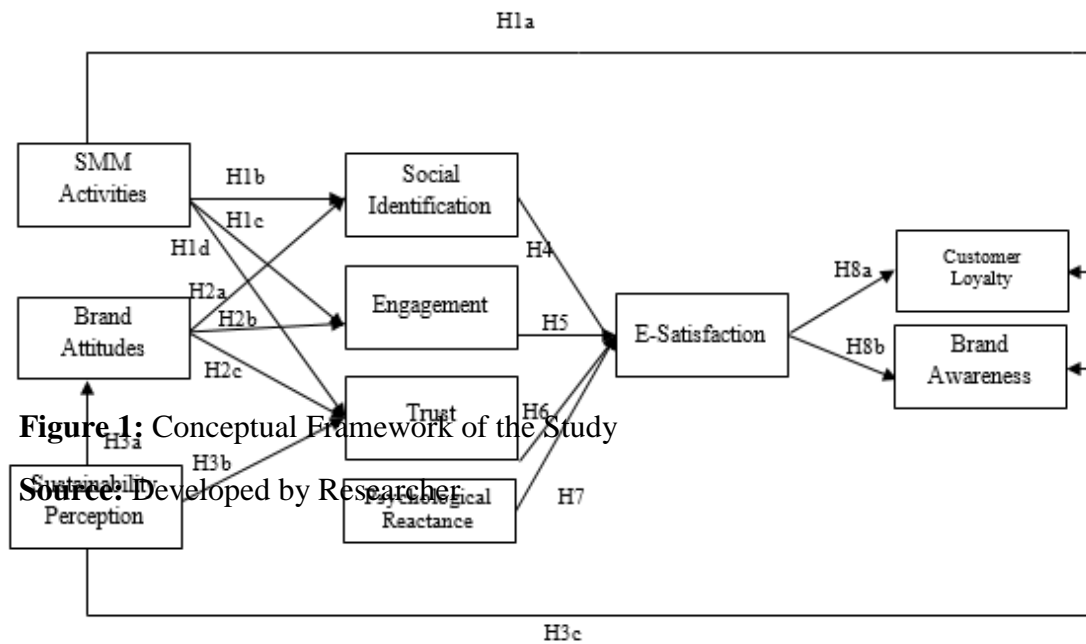 H1a
SMM
Activities
H1b
H1c
H1d
Social
Identification
H4
H2a
H2b
H2c
Brand
Attitudes
Engagement
H5
E-Satisfaction
H8a
H8b
Customer
Loyalty
Brand
Awareness
Trust
H6
Figure 1: Conceptual Framework of the Study
H3a
H3b
Sustainability
Perception
Source: Developed by Researcher
Psychological
Reactance
H7
H3c